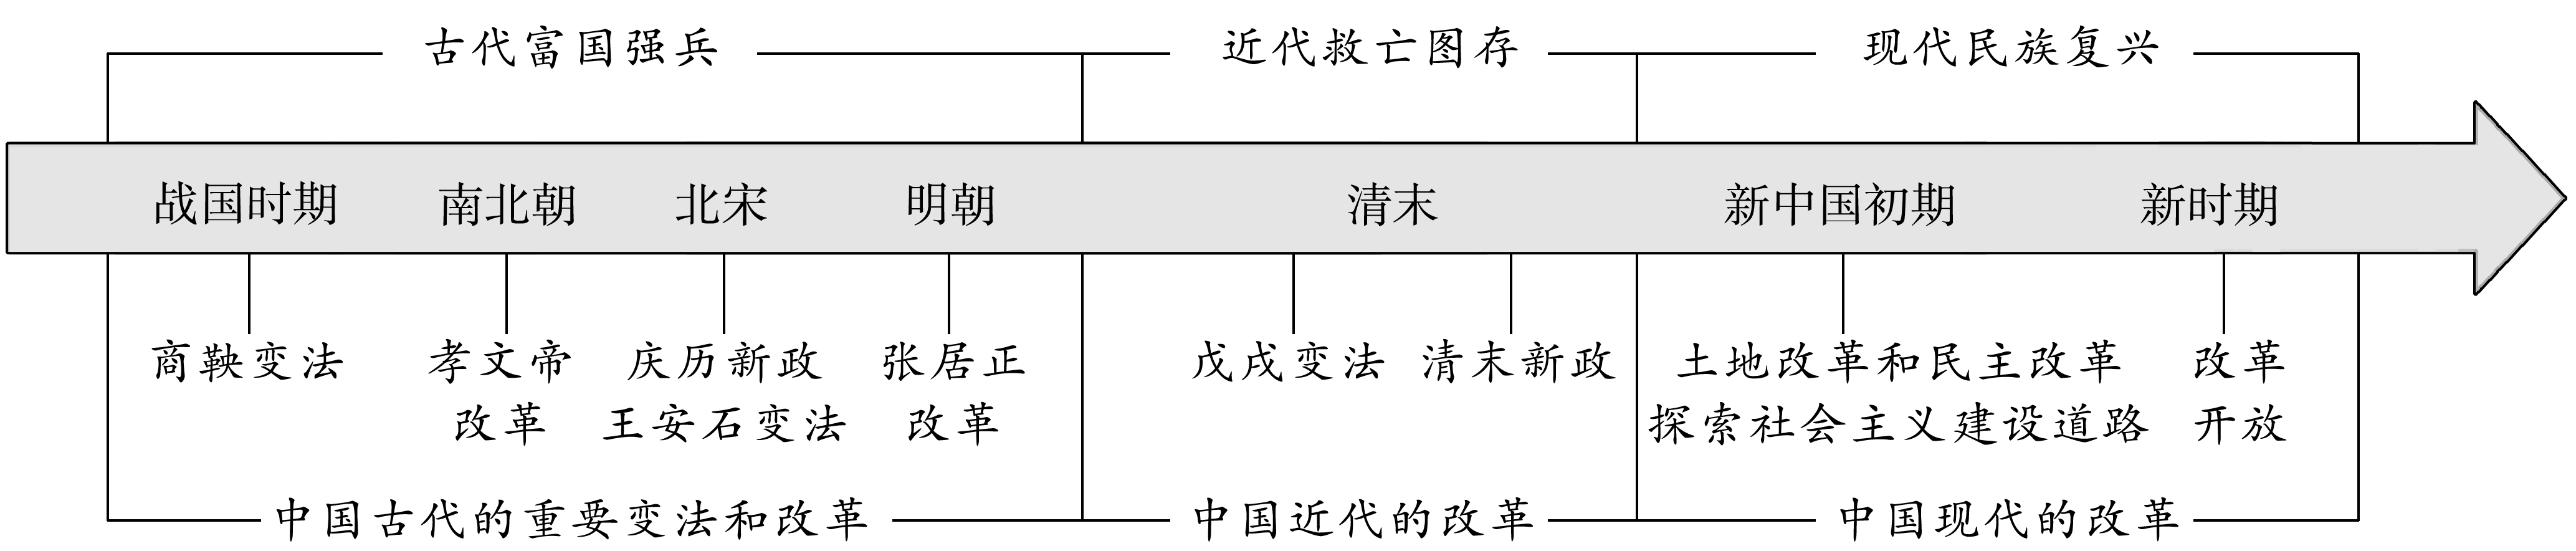 古代富国强兵 近代救亡图存 现代民族复兴
战国时期 南北朝 北宋 明朝 清末 新中国初期 新时期
商鞅变法 孝文帝 庆历新政 张居正 戊戌变法 清末新政 土地改革和民主改革 改革
改革 王安石变法 改革 探索社会主义建设道路 开放
中国古代的重要变法和改革 中国近代的改革 中国现代的改革